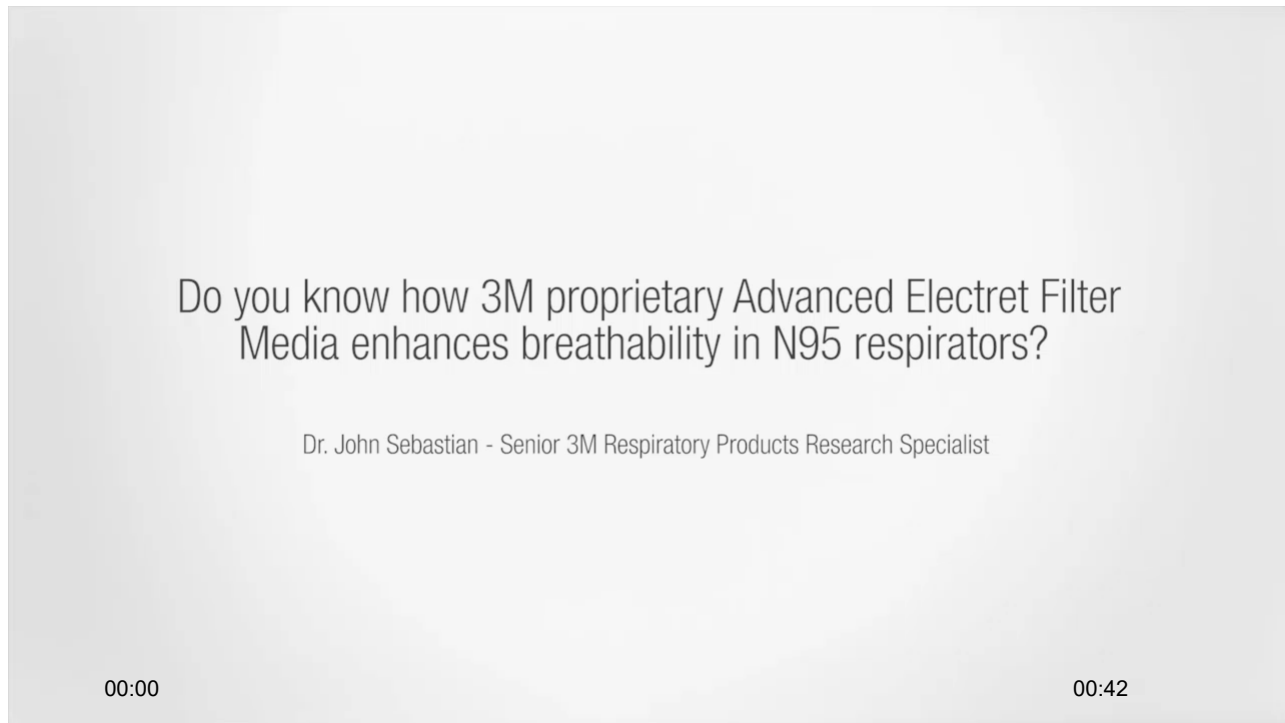 Do you know how 3M proprietary Advanced Electret Filter
Media enhances breathability in N95 respirators?
Dr. John Sebastian - Senior 3M Respiratory Products Research Specialist
00:00
00:42